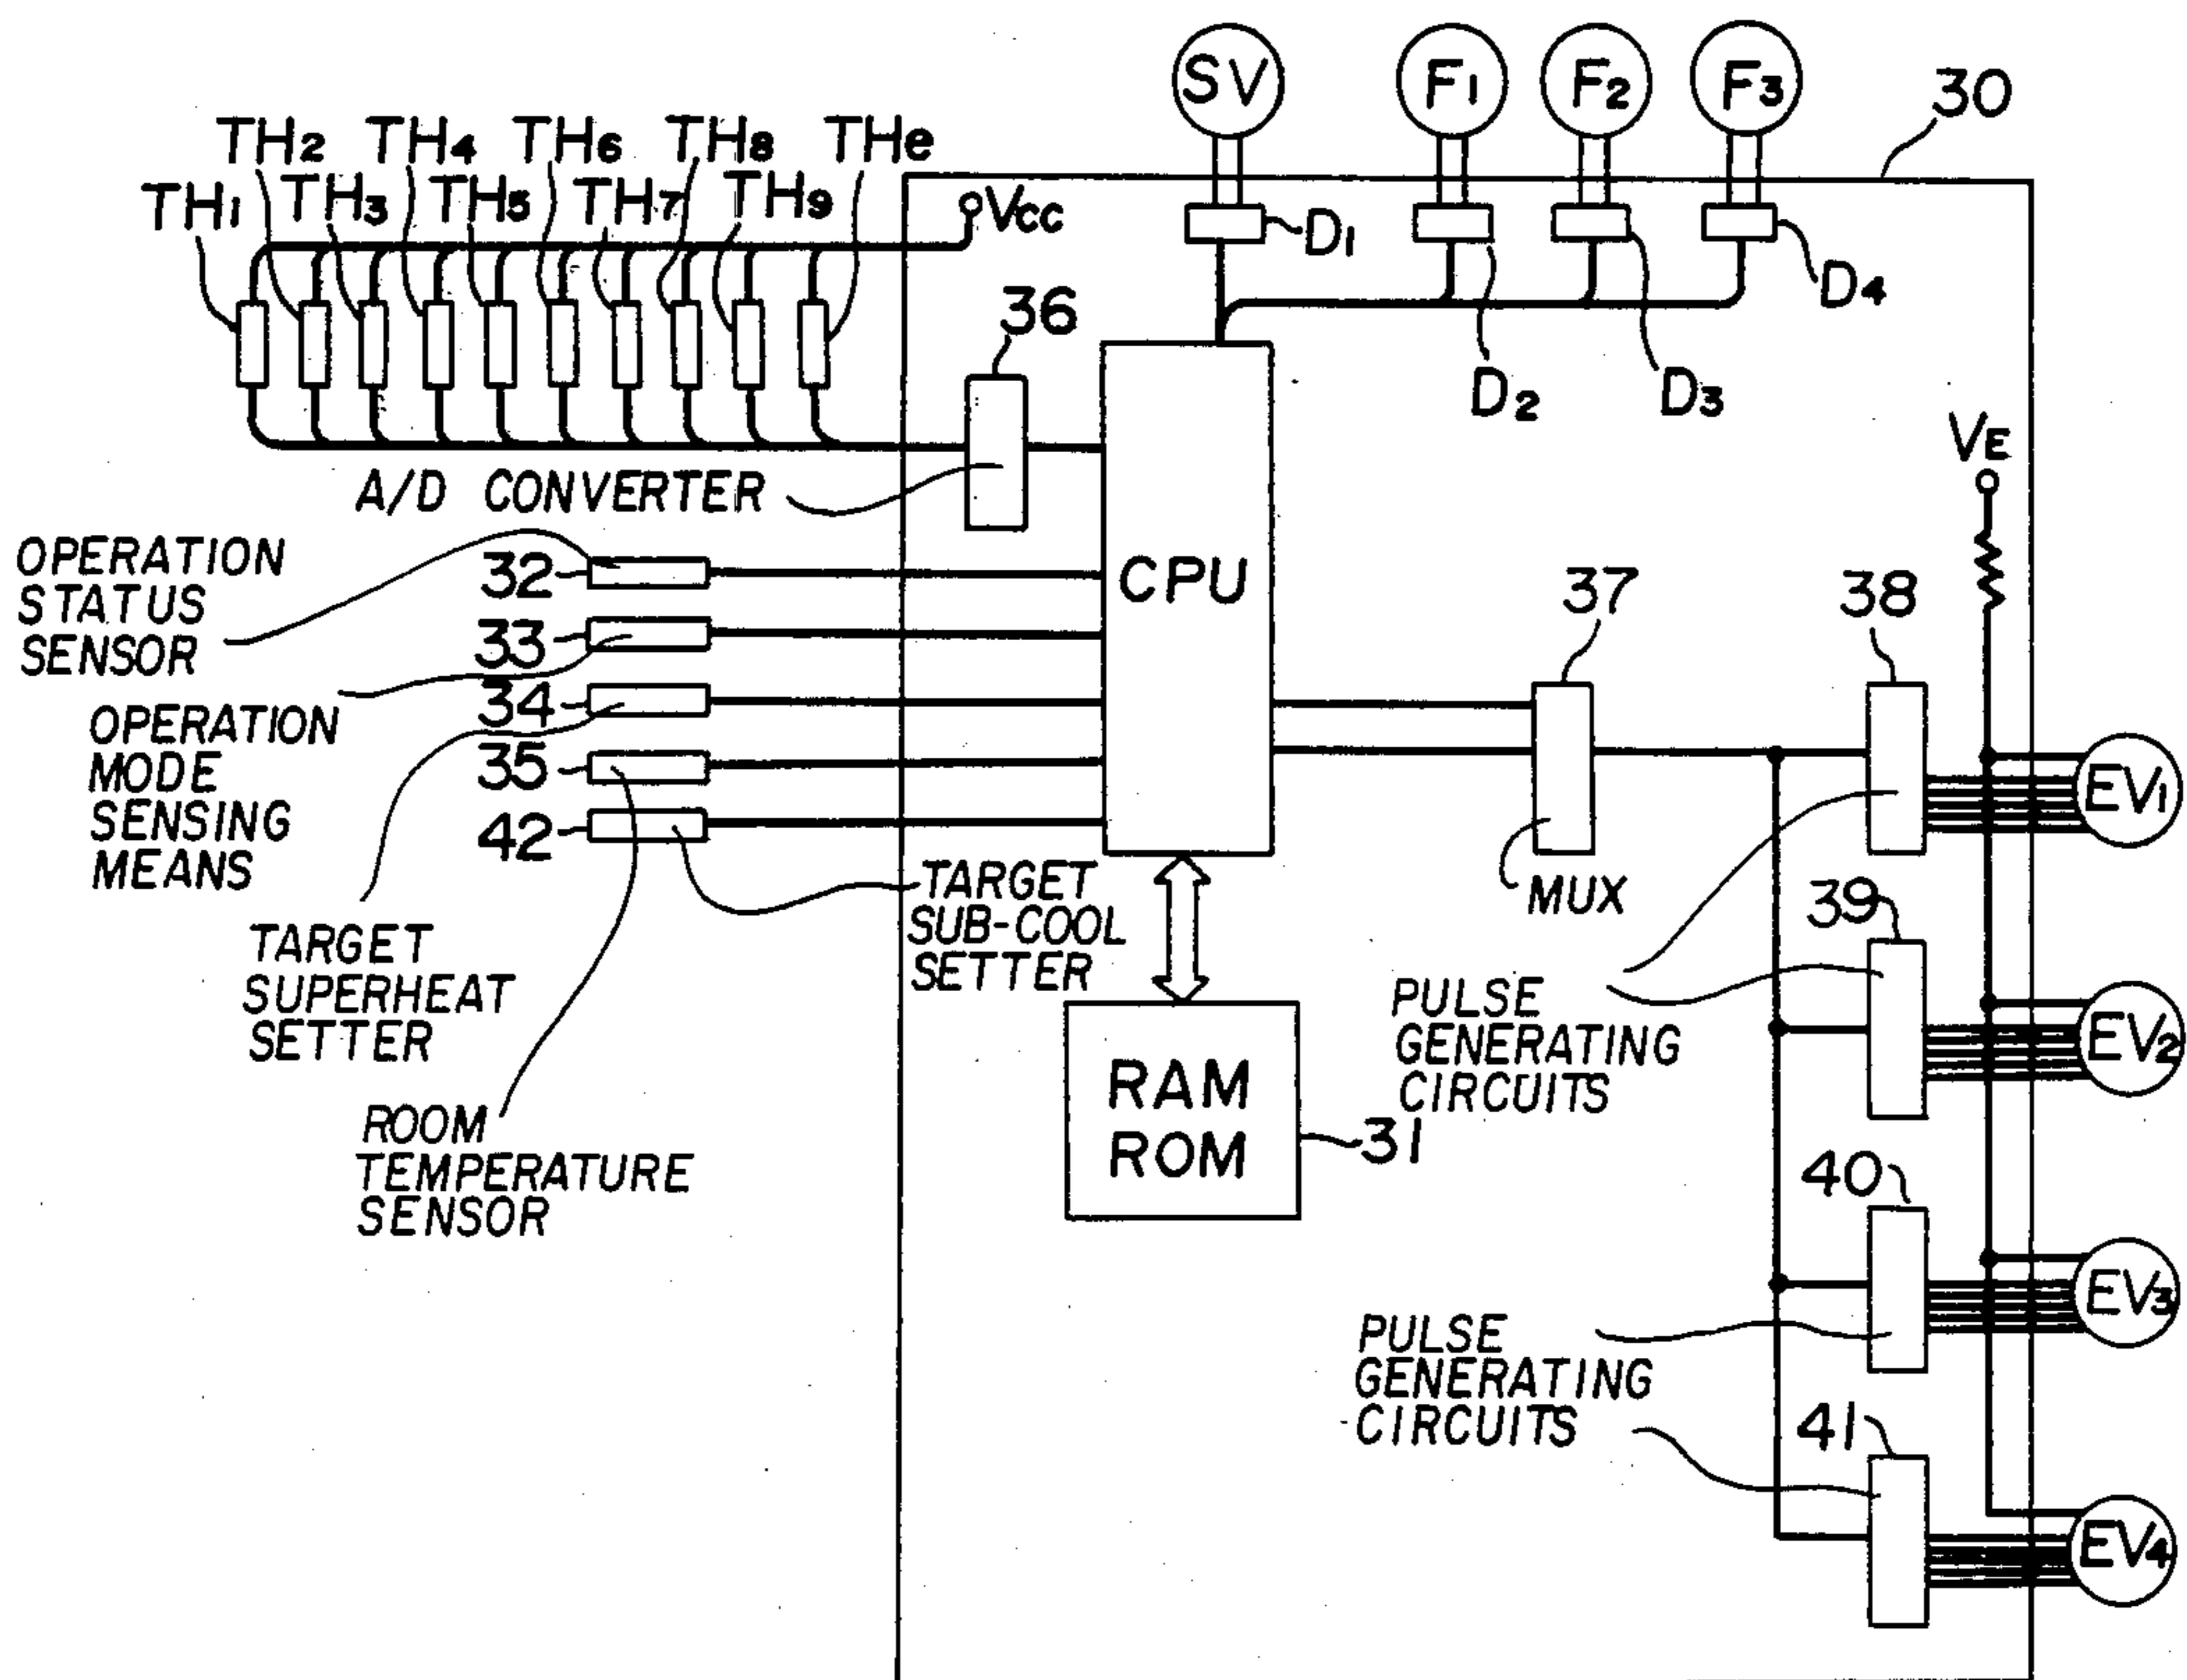 SV
F1
F2
F3
30
TH2 TH4 TH6 TH8 THe
TH1 TH3 TH5 TH7 TH9
Vcc
D1
D4
36
D2
D3
VE
A/D CONVERTER
OPERATION
STATUS
SENSOR
32
33
34
35
42
CPU
37
38
OPERATION
MODE
SENSING
MEANS
EV1
MUX
39
TARGET
SUB-COOL
SETTER
TARGET
SUPERHEAT
SETTER
PULSE
GENERATING
CIRCUITS
EV2
RAM
ROM
31
ROOM
TEMPERATURE
SENSOR
40
EV3
PULSE
GENERATING
CIRCUITS
41
EV4